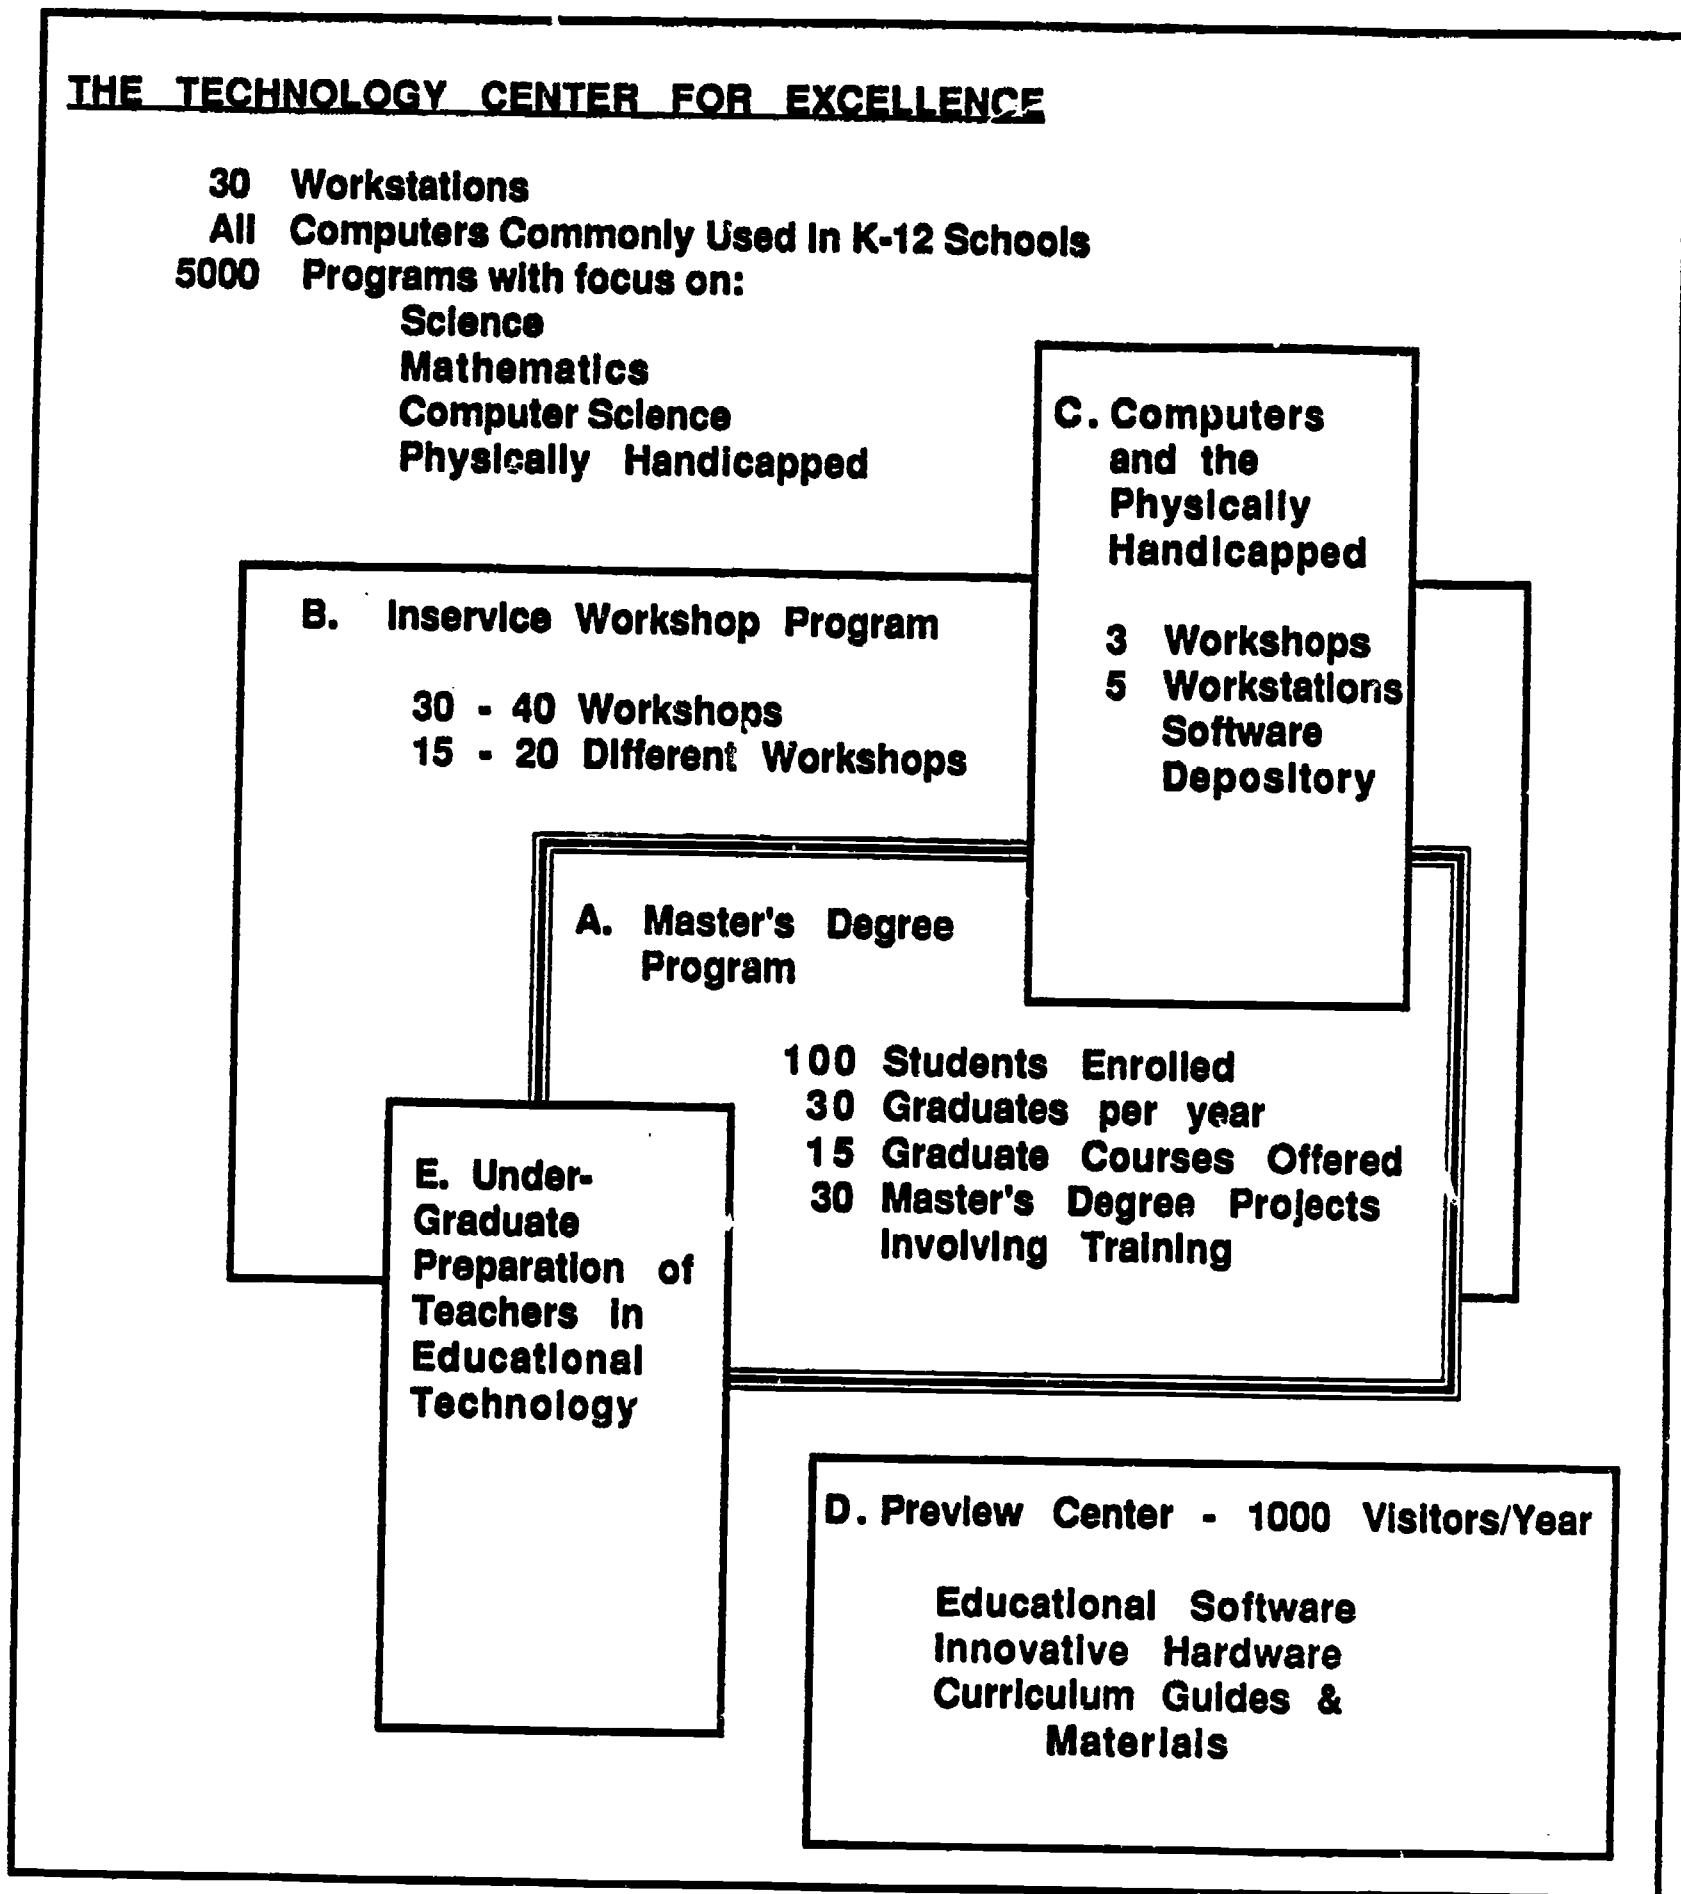 THE TECHNOLOGY CENTER FOR EXCELLENCE
30 Workstations
All Computers Commonly Used in K-12 Schools
5000 Programs with focus on:
Science
Mathematics
Computer Science
Physically Handicapped
C. Computers
and the
Physically
Handicapped
3 Workshops
5 Workstations
Software
Depository
B. Inservice Workshop Program
30 - 40 Workshops
15 - 20 Different Workshops
A. Master's Degree
Program
100 Students Enrolled
30 Graduates per year
15 Graduate Courses Offered
30 Master's Degree Projects
Involving Training
E. Under-
Graduate
Preparation of
Teachers in
Educational
Technology
D. Preview Center - 1000 Visitors/Year
Educational Software
Innovative Hardware
Curriculum Guides &
Materials